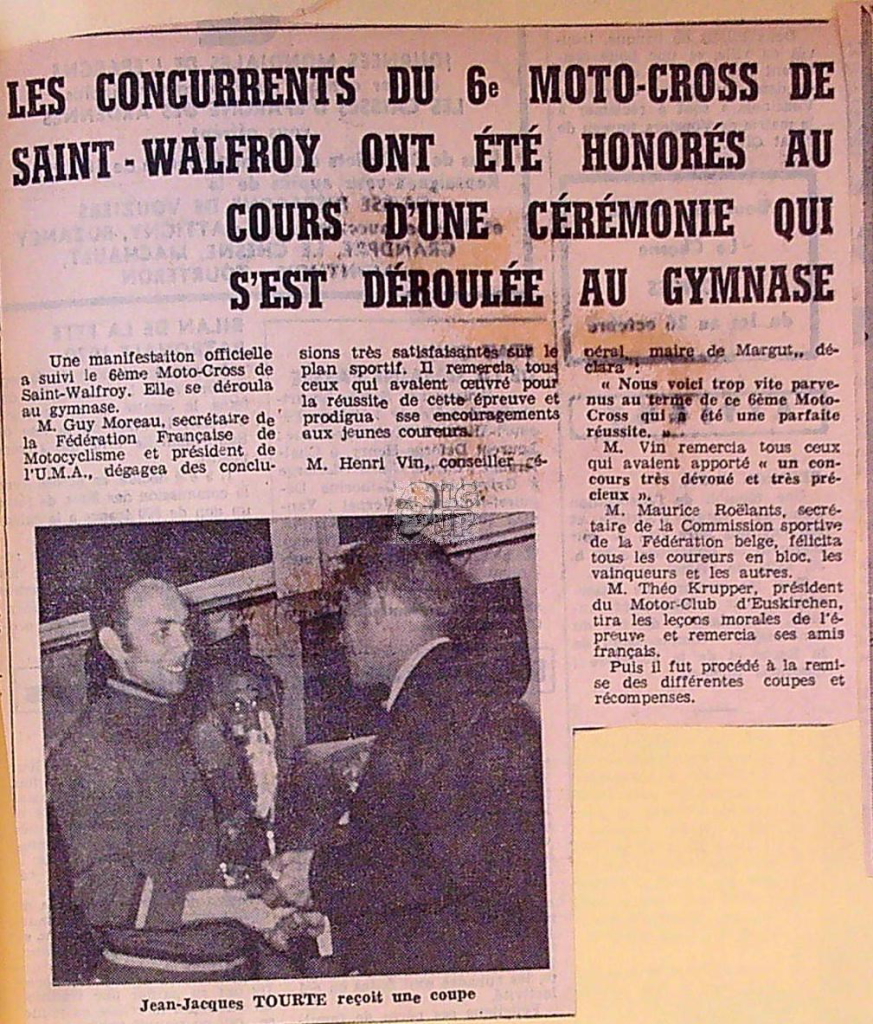 LES CONCURRENTS DU 6e MOTO-CROSS DE
SAINT-WALFROY ONT ÉTÉ HONORÉS AU
COURS D'UNE CÉRÉMONIE QUI
S'EST DÉROULÉE AU GYMNASE
Une manifestaiton officielle
a suivi le 6ème Moto-Cross de
Saint-Walfroy. Elle se déroula
au gymnase.
M. Guy Moreau, secrétaire de
la Fédération Française de
Motocyclisme et président de
l'U.M.A., dégagea des conclu-
sions très satisfaisantes sur le
plan sportif. Il remercia tous
ceux qui avaient œuvré pour
la réussite de cette épreuve et
prodigua sse encouragements
aux jeunes coureurs.
M. Henri Vin, conseiller gé-
néral, maire de Margut,, dé-
clara :
« Nous voici trop vite parve-
nus au terme de ce 6ème Moto-
Cross qui a été une parfaite
réussite. »
M. Vin remercia tous ceux
qui avaient apporté « un con-
cours très dévoué et très pré-
cieux ».
M. Maurice Roëlants, secré-
taire de la Commission sportive
de la Fédération belge, félicita
tous les coureurs en bloc, les
vainqueurs et les autres.
M. Théo Krupper, président
du Motor-Club d'Euskirchen,
tira les leçons morales de l'é-
preuve et remercia ses amis
français.
Puis il fut procédé à la remi-
se des différentes coupes et
récompenses.
Jean-Jacques TOURTE reçoit une coupe